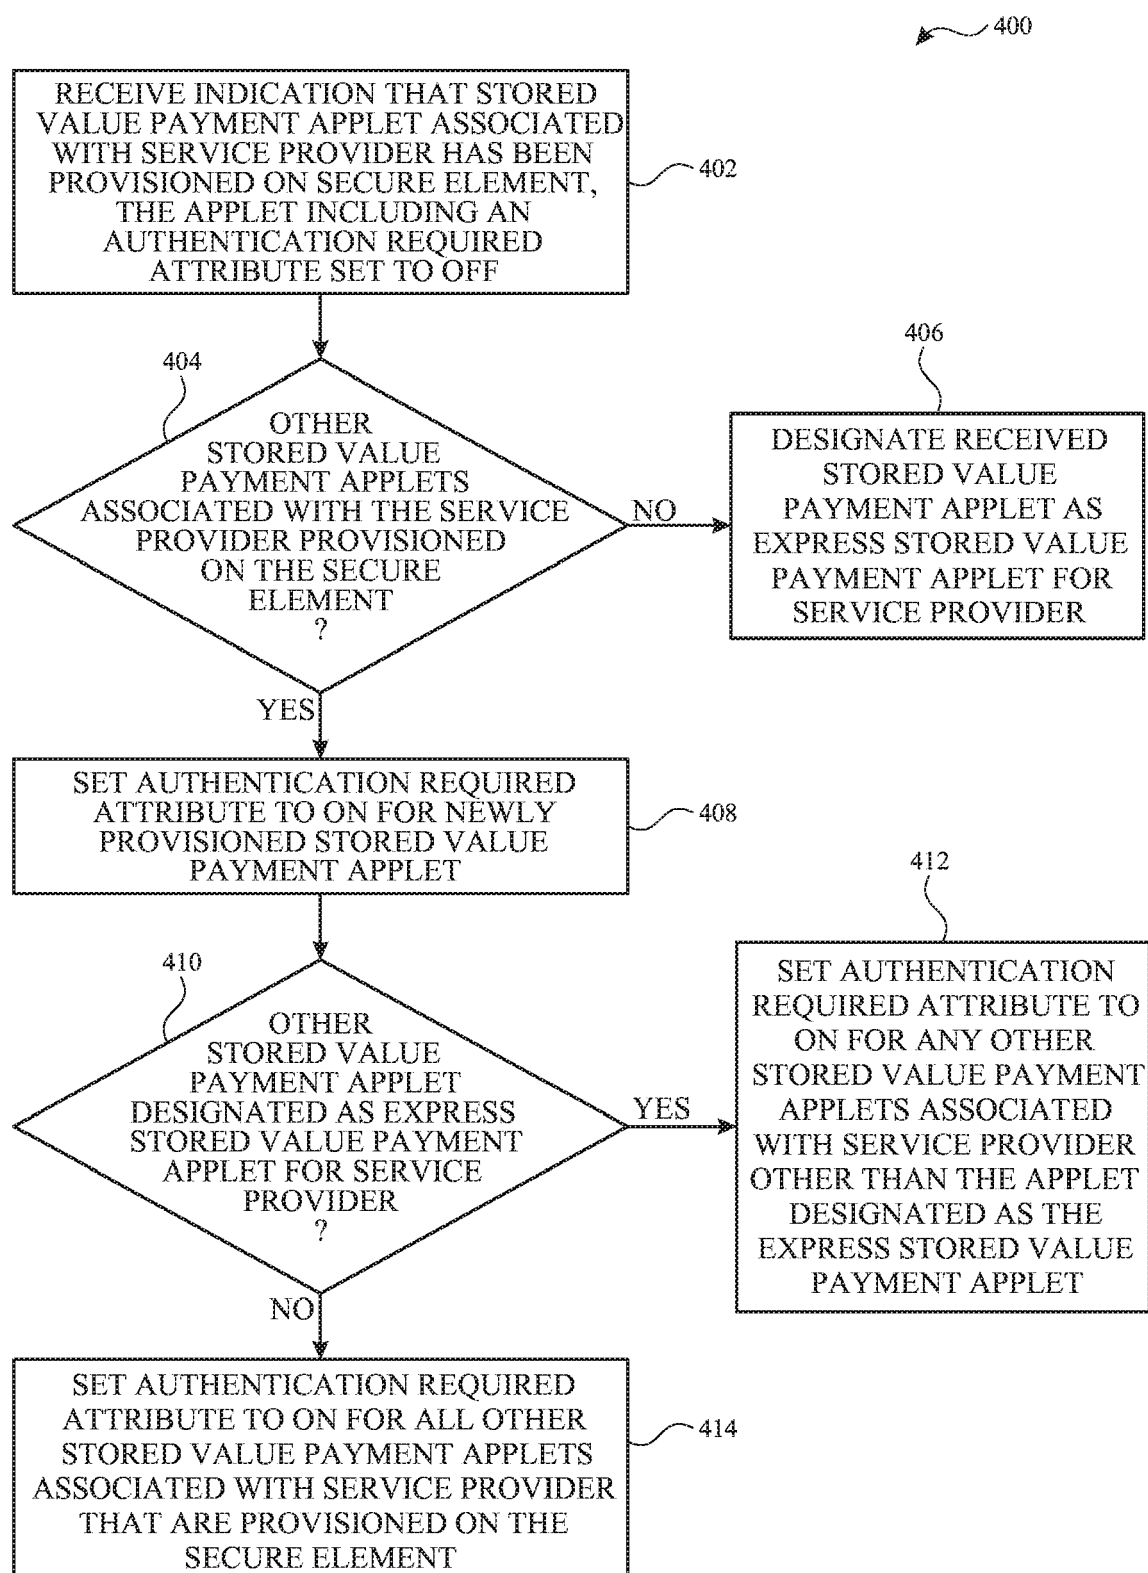 400
RECEIVE INDICATION THAT STORED
VALUE PAYMENT APPLET ASSOCIATED
WITH SERVICE PROVIDER HAS BEEN
PROVISIONED ON SECURE ELEMENT,
THE APPLET INCLUDING AN
AUTHENTICATION REQUIRED
ATTRIBUTE SET TO OFF
402
404
OTHER
STORED VALUE
PAYMENT APPLETS
ASSOCIATED WITH THE SERVICE
PROVIDER PROVISIONED
ON THE SECURE
ELEMENT
?
NO
406
DESIGNATE RECEIVED
STORED VALUE
PAYMENT APPLET AS
EXPRESS STORED VALUE
PAYMENT APPLET FOR
SERVICE PROVIDER
YES
SET AUTHENTICATION REQUIRED
ATTRIBUTE TO ON FOR NEWLY
PROVISIONED STORED VALUE
PAYMENT APPLET
408
410
OTHER
STORED VALUE
PAYMENT APPLET
DESIGNATED AS EXPRESS
STORED VALUE PAYMENT
APPLET FOR SERVICE
PROVIDER
?
YES
412
SET AUTHENTICATION
REQUIRED ATTRIBUTE TO
ON FOR ANY OTHER
STORED VALUE PAYMENT
APPLETS ASSOCIATED
WITH SERVICE PROVIDER
OTHER THAN THE APPLET
DESIGNATED AS THE
EXPRESS STORED VALUE
PAYMENT APPLET
NO
SET AUTHENTICATION REQUIRED
ATTRIBUTE TO ON FOR ALL OTHER
STORED VALUE PAYMENT APPLETS
ASSOCIATED WITH SERVICE PROVIDER
THAT ARE PROVISIONED ON THE
SECURE ELEMENT
414